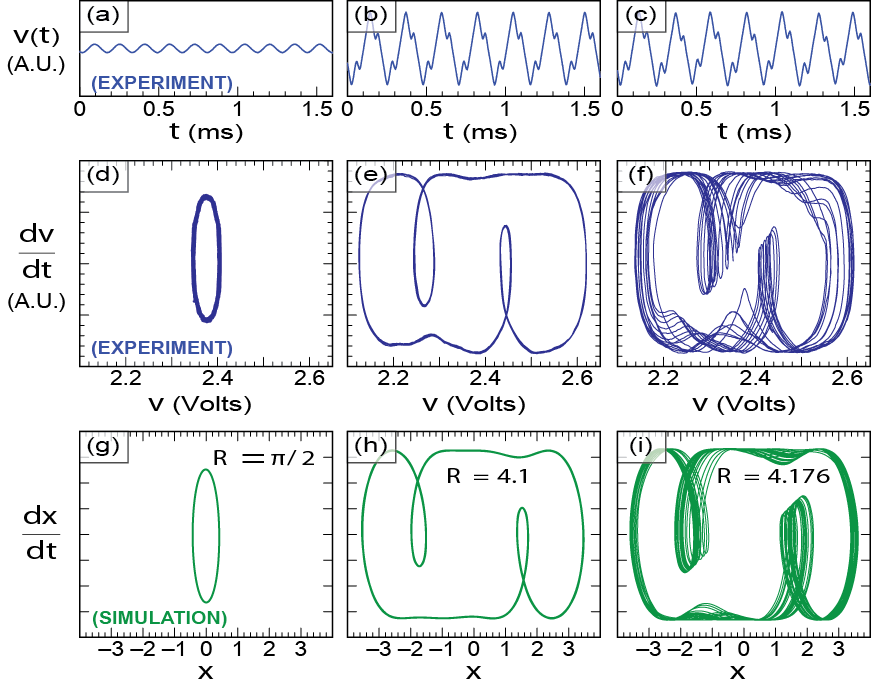 (a) (b) (c)
v(t)
(A.U.)
(EXPERIMENT)
0 0.5 1 1.5 0 0.5 1 1.5 0 0.5 1 1.5
t (ms) t (ms) t (ms)
(d) (e) (f)
dv
dt
(A.U.)
(EXPERIMENT)
2.2 2.4 2.6 2.2 2.4 2.6 2.2 2.4 2.6
v (Volts) v (Volts) v (Volts)
(g) (h) (i)
R = π/2 R = 4.1 R = 4.176
dx
dt
(SIMULATION)
−3 −2 −1 0 1 2 3 −3 −2 −1 0 1 2 3 −3 −2 −1 0 1 2 3
x x x